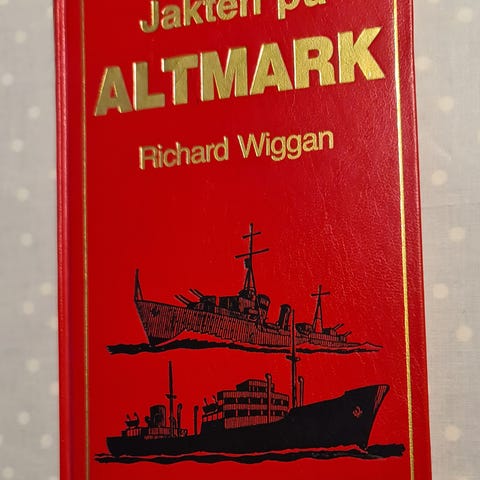 Jakten på
ALTMARK
Richard Wiggan